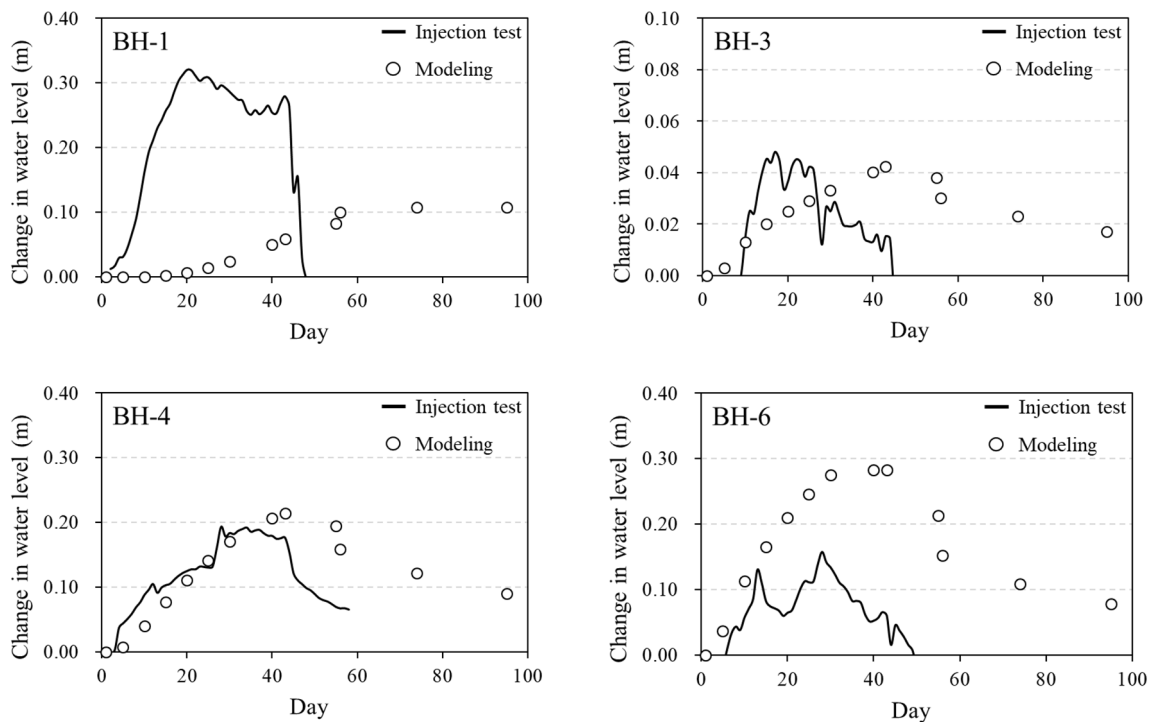 BH-1
Injection test
Modeling
Change in water level (m)
0.40
0.30
0.20
0.10
0.00
0 20 40 60 80 100
Day
BH-3
Injection test
Modeling
Change in water level (m)
0.10
0.08
0.06
0.04
0.02
0.00
0 20 40 60 80 100
Day
BH-4
Injection test
Modeling
Change in water level (m)
0.40
0.30
0.20
0.10
0.00
0 20 40 60 80 100
Day
BH-6
Injection test
Modeling
Change in water level (m)
0.40
0.30
0.20
0.10
0.00
0 20 40 60 80 100
Day